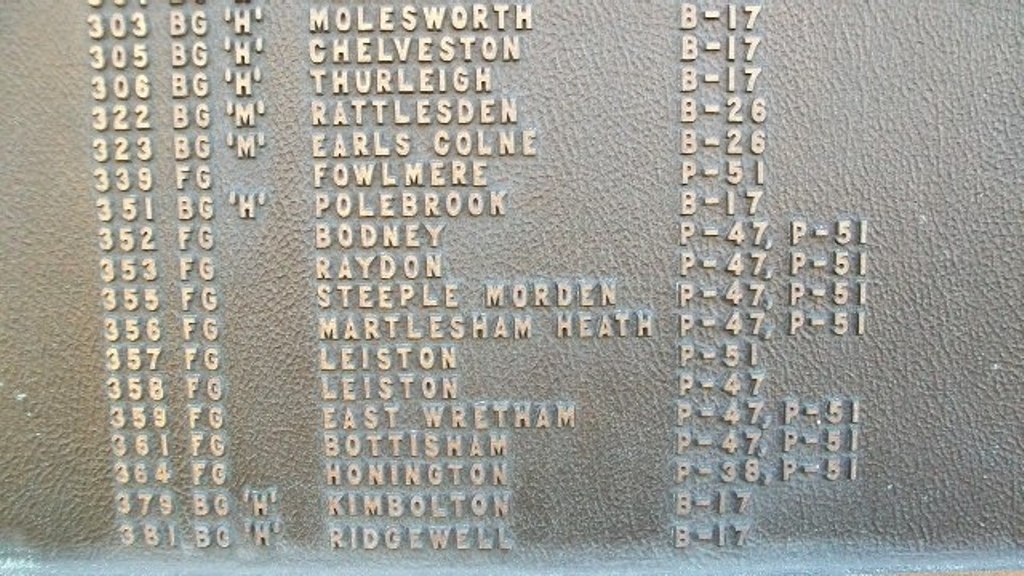 303 BG 'H' MOLESWORTH B-17
305 BG 'H' CHELVESTON B-17
306 BG 'H' THURLEIGH B-17
322 BG 'M' RATTLESDEN B-26
323 BG 'M' EARLS COLNE B-26
339 FG FOWLMERE P-51
351 BG 'H' POLEBROOK B-17
352 FG BODNEY P-47, P-51
353 FG RAYDON P-47, P-51
355 FG STEEPLE MORDEN P-47, P-51
356 FG MARTLESHAM HEATH P-47, P-51
357 FG LEISTON P-51
358 FG LEISTON P-47
359 FG EAST WRETHAM P-47, P-51
361 FG BOTTISHAM P-47, P-51
364 FG HONINGTON P-38, P-51
379 BG 'H' KIMBOLTON B-17
381 BG 'H' RIDGEWELL B-17